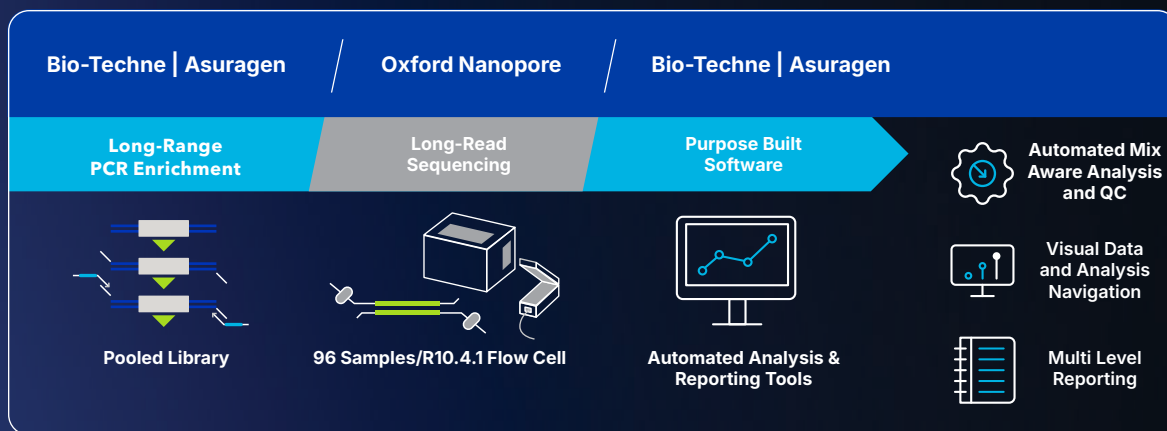 Bio-Techne | Asuragen
Oxford Nanopore
Bio-Techne | Asuragen
Long-Range
PCR Enrichment
Long-Read
Sequencing
Purpose Built
Software
Pooled Library
96 Samples/R10.4.1 Flow Cell
Automated Analysis &
Reporting Tools
Automated Mix
Aware Analysis
and QC
Visual Data
and Analysis
Navigation
Multi Level
Reporting